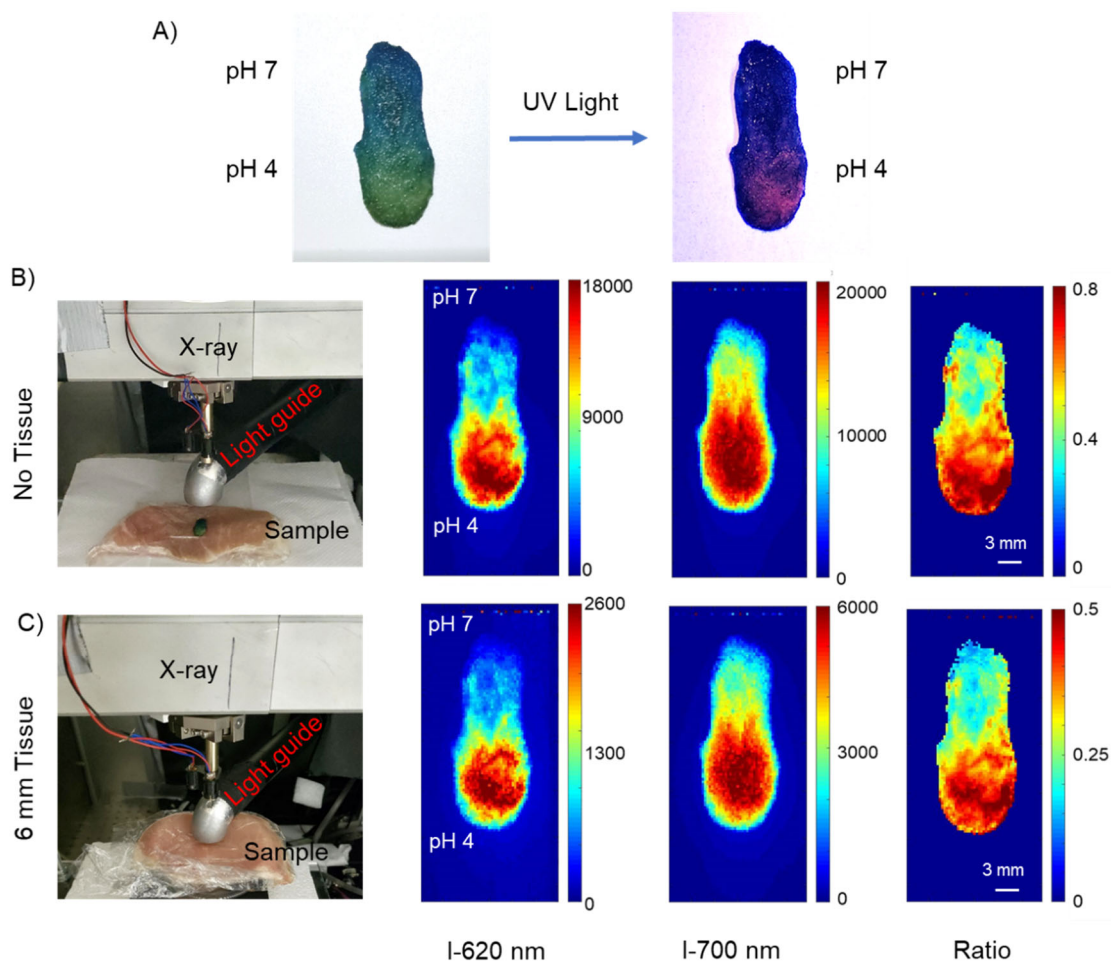 A)
pH 7
pH 4
UV Light
pH 7
pH 4
B)
No Tissue
X-ray
Light guide
Sample
pH 7
pH 4
18000
9000
0
20000
10000
0
3 mm
0.8
0.4
0
C)
6 mm Tissue
X-ray
Light guide
Sample
pH 7
pH 4
2600
1300
0
6000
3000
0
3 mm
0.5
0.25
0
I-620 nm
I-700 nm
Ratio